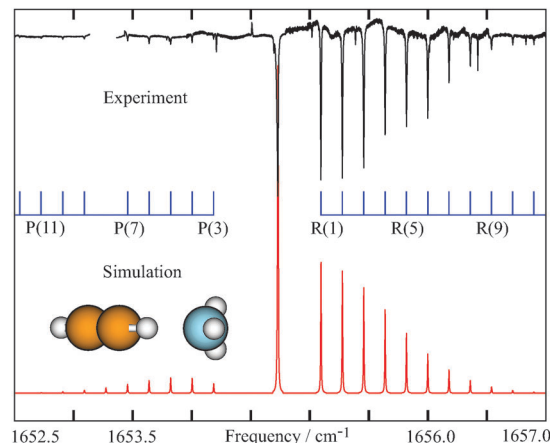 Experiment
P(11) P(7) P(3) R(1) R(5) R(9)
Simulation
1652.5 1653.5 Frequency / cm⁻¹ 1656.0 1657.0